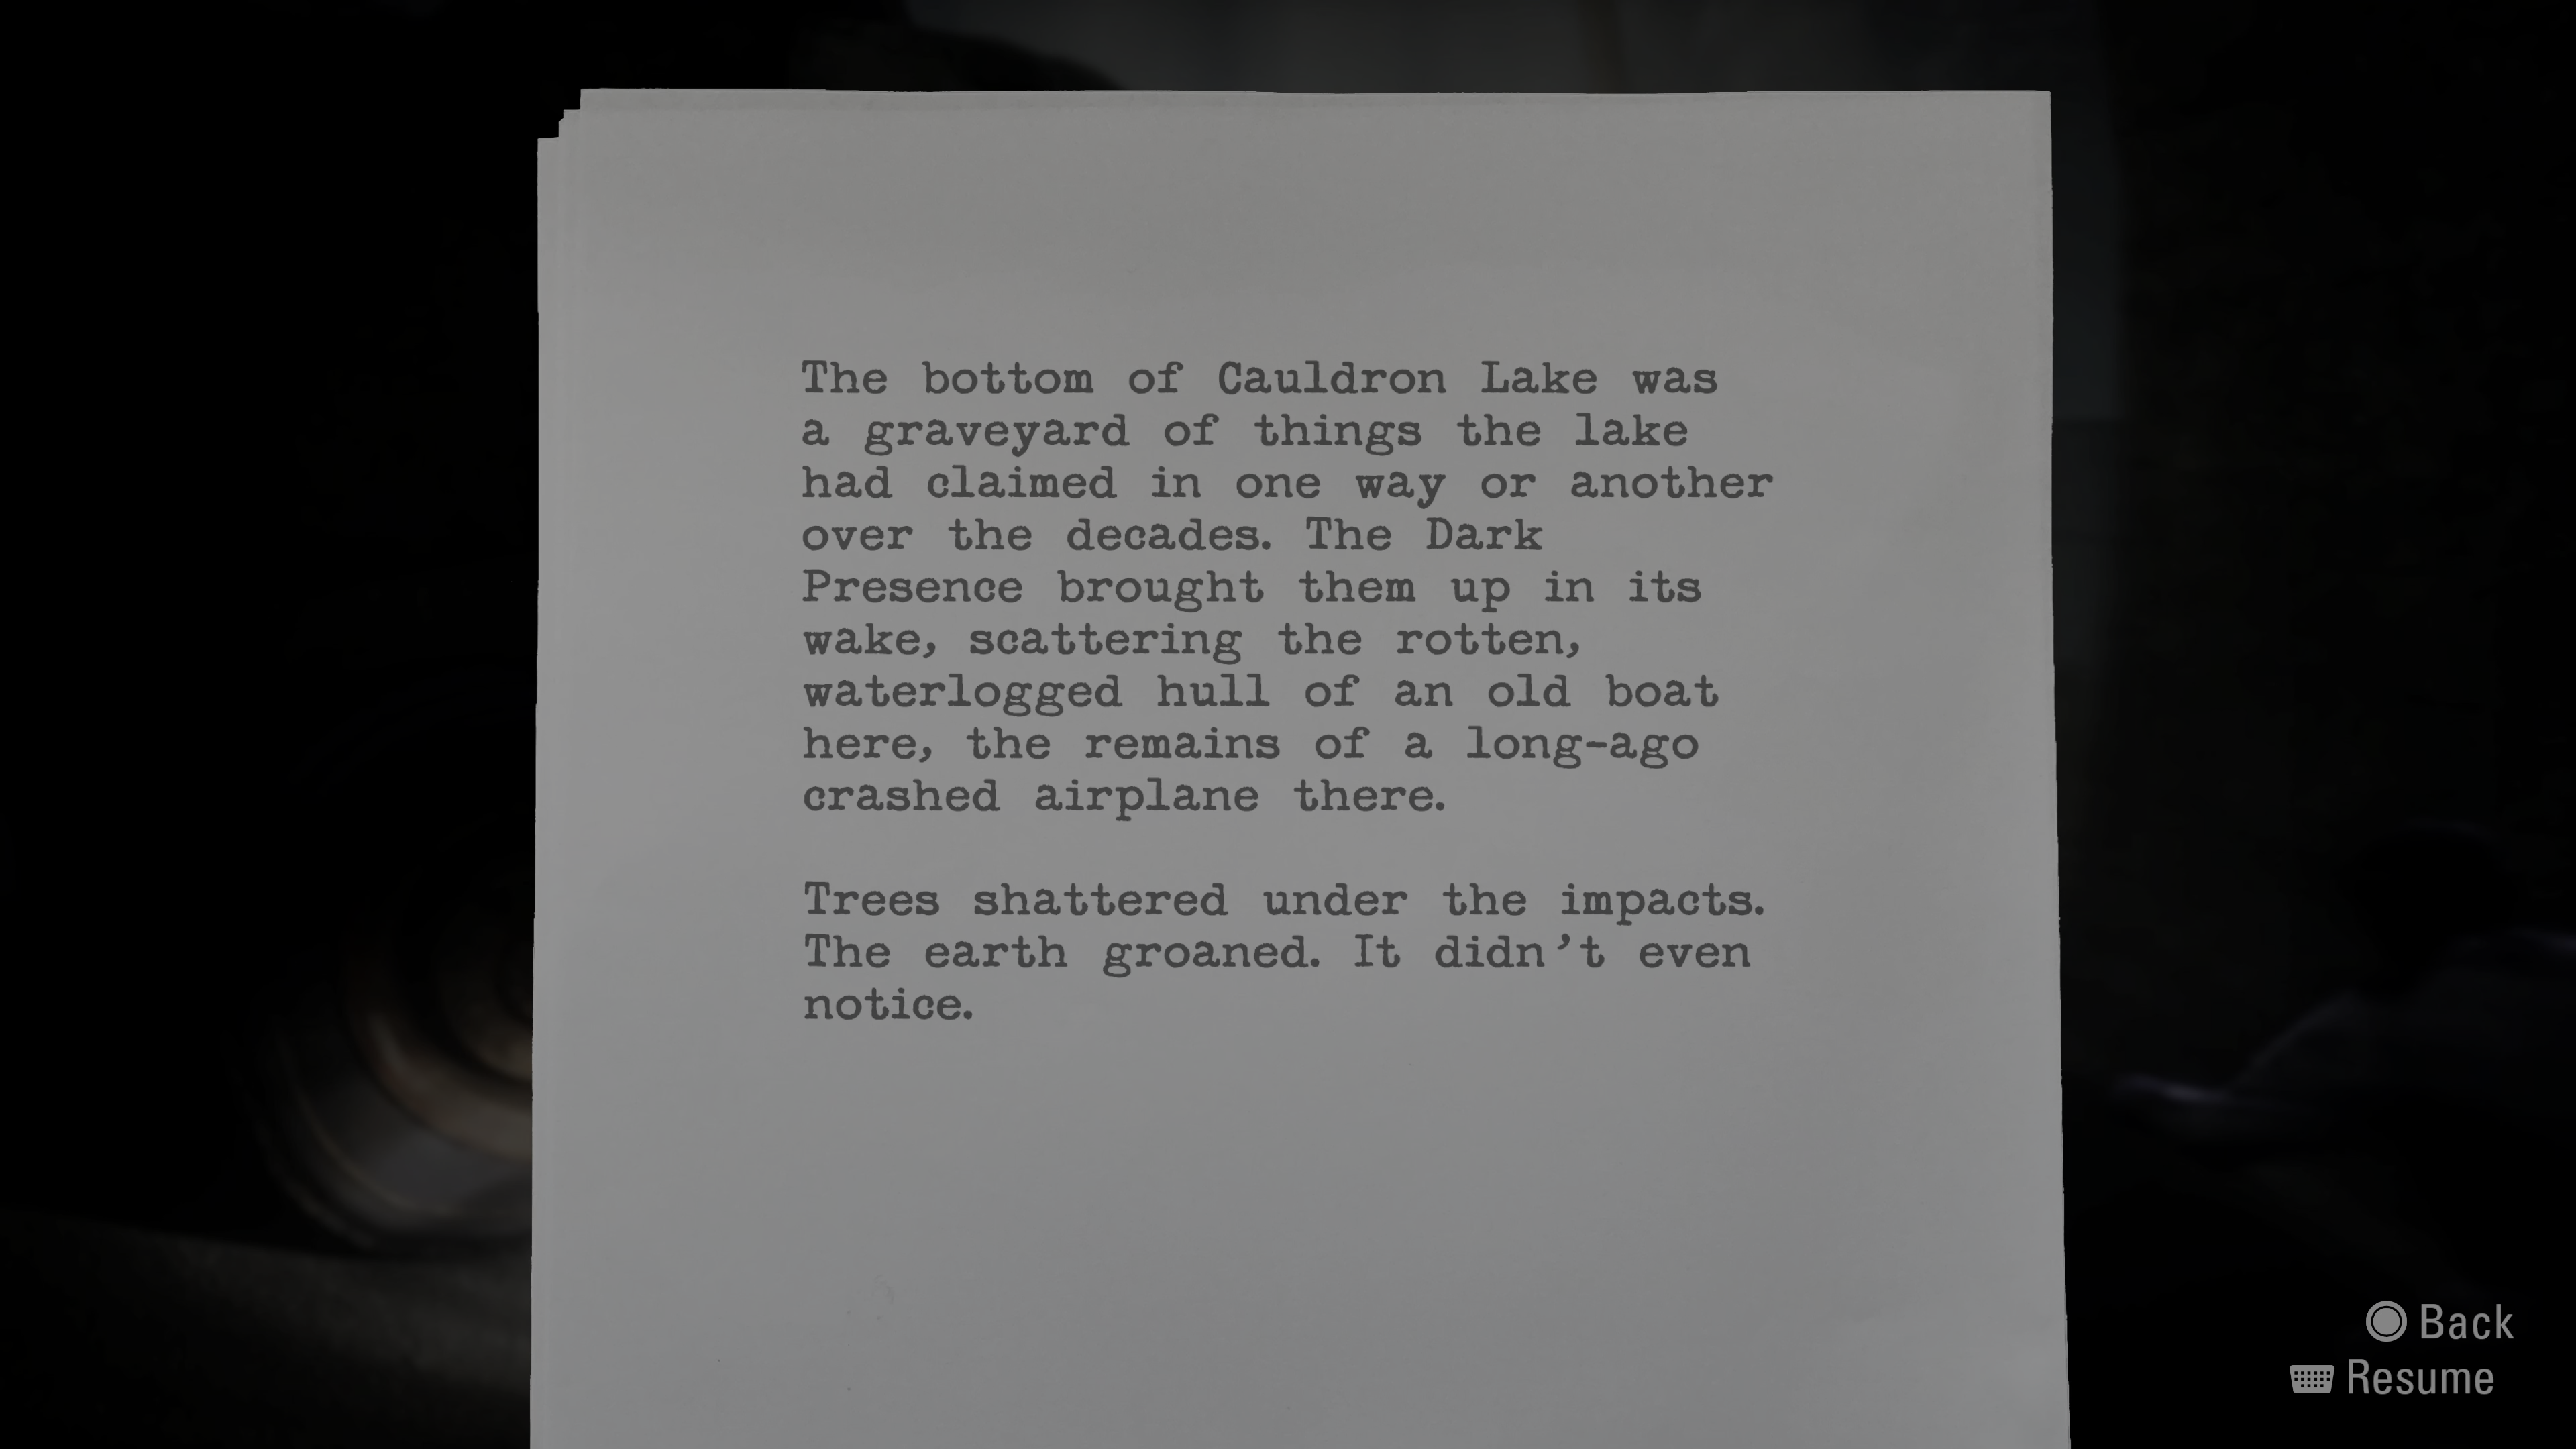 The bottom of Cauldron Lake was
a graveyard of things the lake
had claimed in one way or another
over the decades. The Dark
Presence brought them up in its
wake, scattering the rotten,
waterlogged hull of an old boat
here, the remains of a long-ago
crashed airplane there.
Trees shattered under the impacts.
The earth groaned. It didn’t even
notice.
Back
Resume